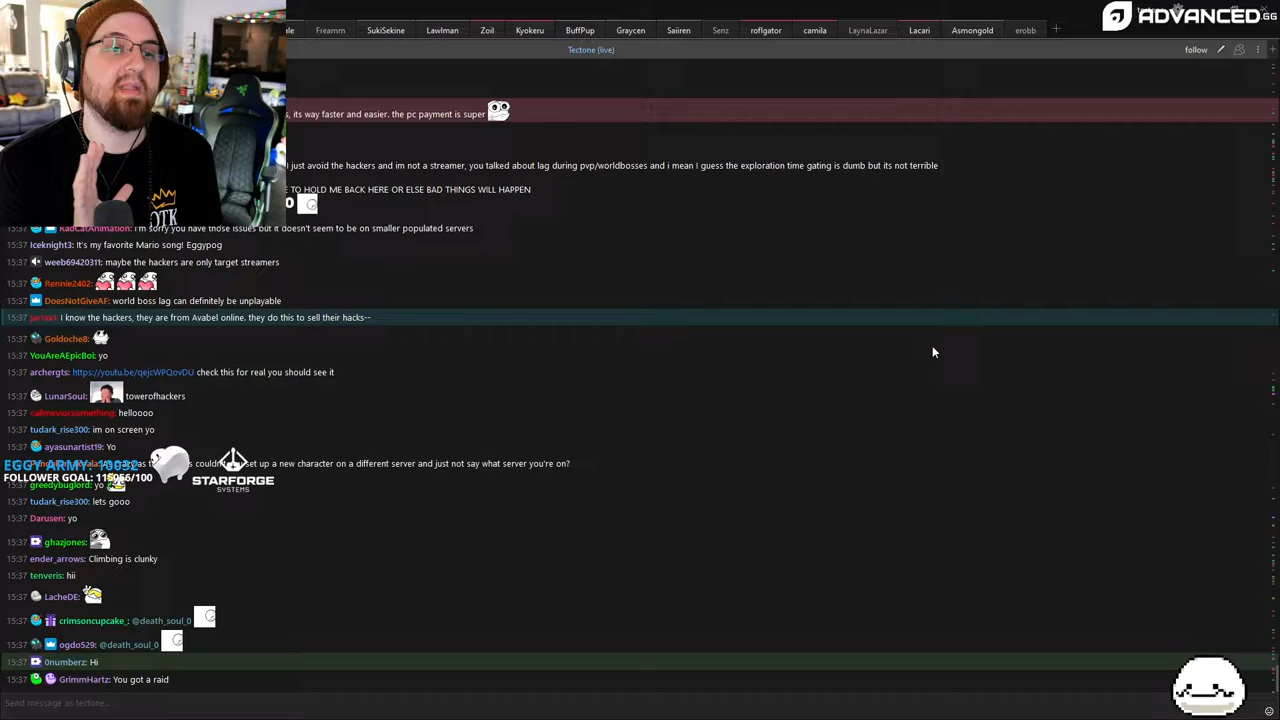 ADVANCED.GG
Freamm SukiSekine Lawlman Zoil Kyokeru BuffPup Graycen Saiiren Senz roflgator camila LaynaLazar Lacari Asmongold erobb
Tectone (live)
follow
, its way faster and easier. the pc payment is super
I just avoid the hackers and im not a streamer, you talked about lag during pvp/worldbosses and i mean I guess the exploration time gating is dumb but its not terrible
TO HOLD ME BACK HERE OR ELSE BAD THINGS WILL HAPPEN
OTK
15:37 RadCatAnimation: I'm sorry you have those issues but it doesn't seem to be on smaller populated servers
15:37 Iceknight3: It's my favorite Mario song! Eggypog
15:37 weeb69420311: maybe the hackers are only target streamers
15:37 Rennie2402:
15:37 DoesNotGiveAF: world boss lag can definitely be unplayable
15:37 I know the hackers, they are from Avabel online. they do this to sell their hacks--
15:37 Goldoche8:
15:37 YouAreAEpicBoi: yo
15:37 archergts: https://youtu.be/qejcWPQovDU check this for real you should see it
15:37 LunarSoul: towerofhackers
15:37 callmeviorsomething: helloooo
15:37 tudark_rise300: im on screen yo
15:37 ayasunartist19: Yo
EGGY ARMY: couldn't set up a new character on a different server and just not say what server you're on?
FOLLOWER GOAL:
STARFORGE
SYSTEMS
15:37 greedybuglord: yo
15:37 tudark_rise300: lets gooo
15:37 Darusen: yo
15:37 ghazjones:
15:37 ender_arrows: Climbing is clunky
15:37 tenveris: hii
15:37 LacheDE:
15:37 crimsoncupcake_: @death_soul_0
15:37 ogdo529: @death_soul_0
15:37 0numberz: Hi
15:37 GrimmHartz: You got a raid
Send message as tectone...